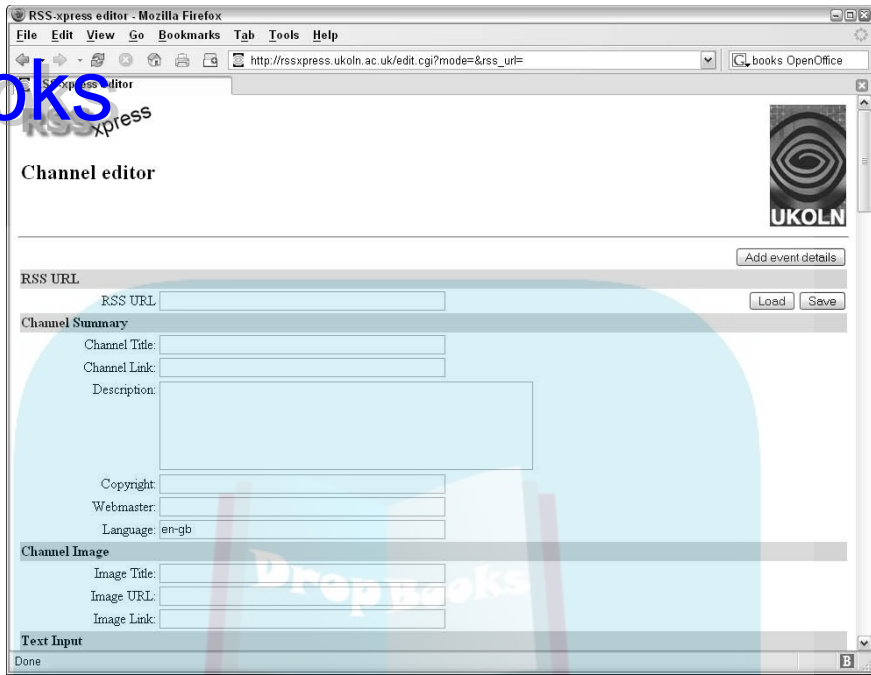 RSS-xpress editor - Mozilla Firefox
File Edit View Go Bookmarks Tab Tools Help
http://rssxpress.ukoln.ac.uk/edit.cgi?mode=&rss_url=
books OpenOffice
oks
RSSxpress
Channel editor
UKOLN
Add event details
RSS URL
RSS URL
Load Save
Channel Summary
Channel Title:
Channel Link:
Description:
Copyright:
Webmaster:
Language: en-gb
Channel Image
Image Title:
Image URL:
Image Link:
DropBooks
Text Input
Done